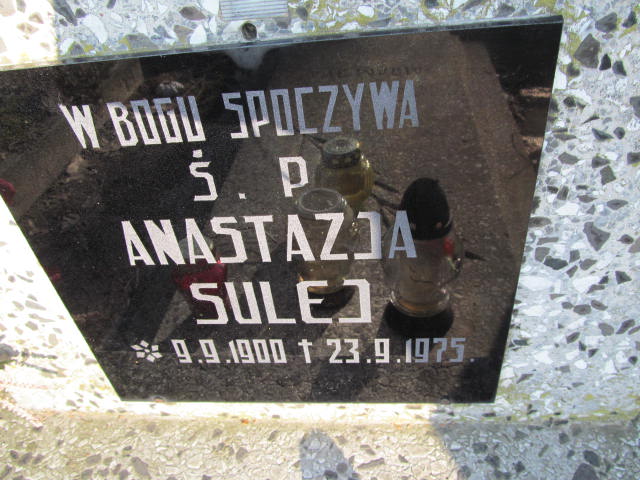 W BOGU SPOCZYWA
Ś. P
ANASTAZJA
SULEJ
9.9.1900 † 23.9.1975.